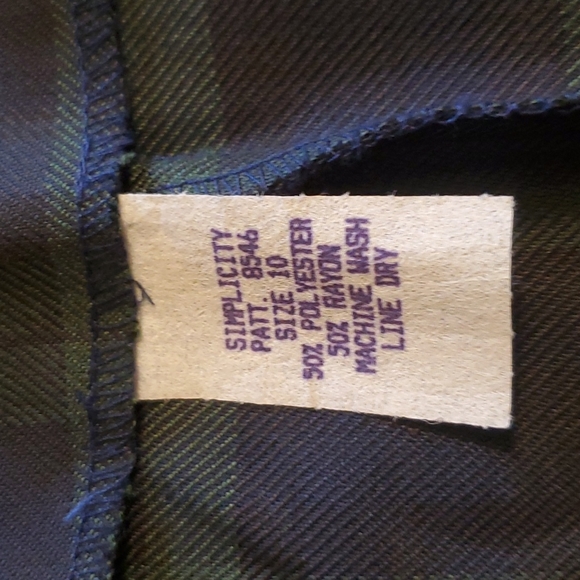 SIMPLICITY
PATT. 8546
SIZE 10
50% POLYESTER
50% RAYON
MACHINE WASH
LINE DRY